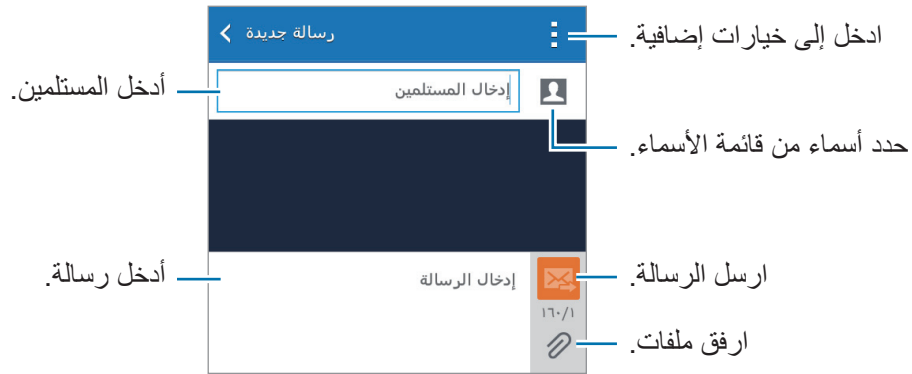 رسالة جديدة
ادخل إلى خيارات إضافية.
إدخال المستلمين
أدخل المستلمين.
حدد أسماء من قائمة الأسماء.
إدخال الرسالة
أدخل رسالة.
ارسل الرسالة.
١٦٠/١
ارفق ملفات.